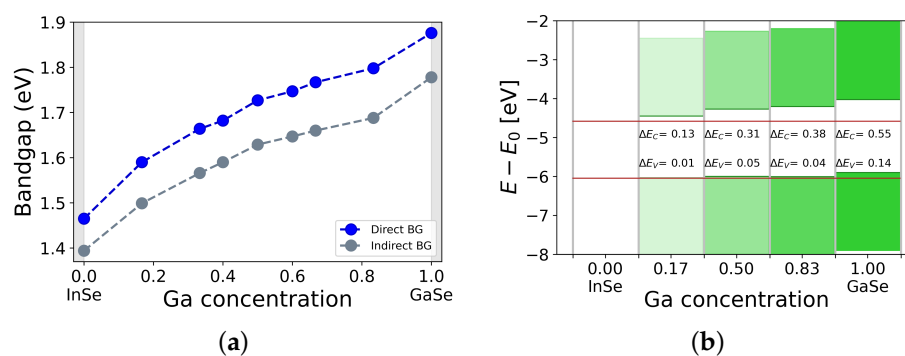 1.9
1.8
1.7
1.6
1.5
1.4
Bandgap (eV)
Direct BG
Indirect BG
0.0 0.2 0.4 0.6 0.8 1.0
InSe GaSe
Ga concentration
(a)
−2
−3
−4
−5
−6
−7
−8
E − E0 [eV]
ΔEC= 0.13 ΔEC= 0.31 ΔEC= 0.38 ΔEC= 0.55
ΔEV= 0.01 ΔEV= 0.05 ΔEV= 0.04 ΔEV= 0.14
0.00 0.17 0.50 0.83 1.00
InSe GaSe
Ga concentration
(b)